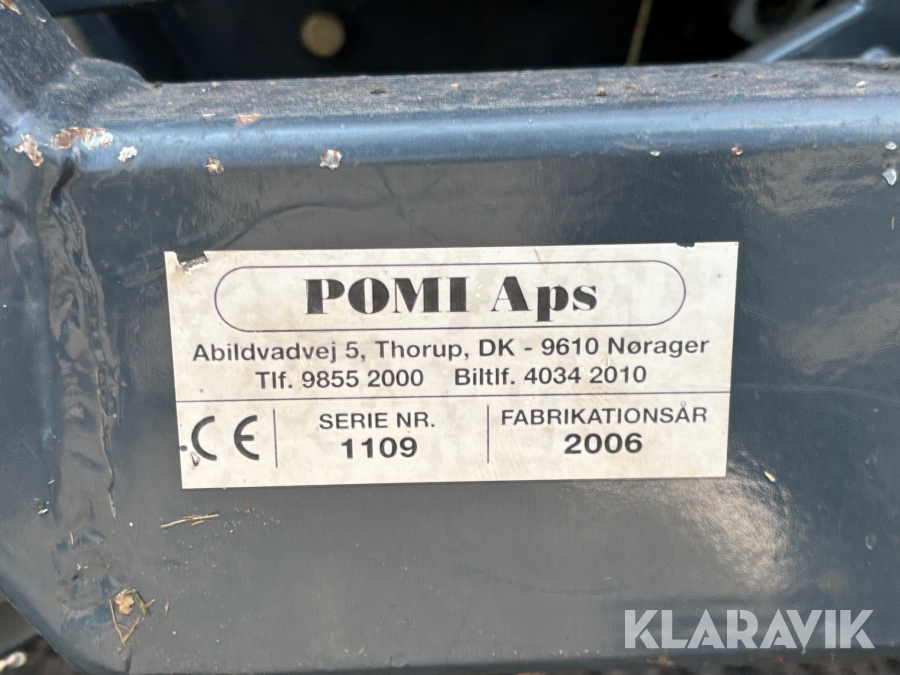 POMI Aps
Abildvadvej 5, Thorup, DK - 9610 Nørager
Tlf. 9855 2000 Biltlf. 4034 2010
CE
SERIE NR.
1109
FABRIKATIONSÅR
2006
KLARAVIK